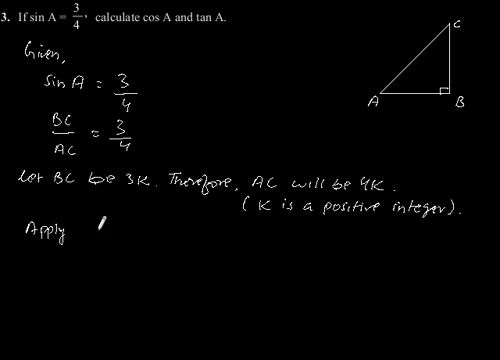 3. If sin A = 3/4, calculate cos A and tan A.
Given,
sin A = 3/4
BC/AC = 3/4
Let BC be 3K. Therefore, AC will be 4K.
(K is a positive integer).
Apply
C
A
B